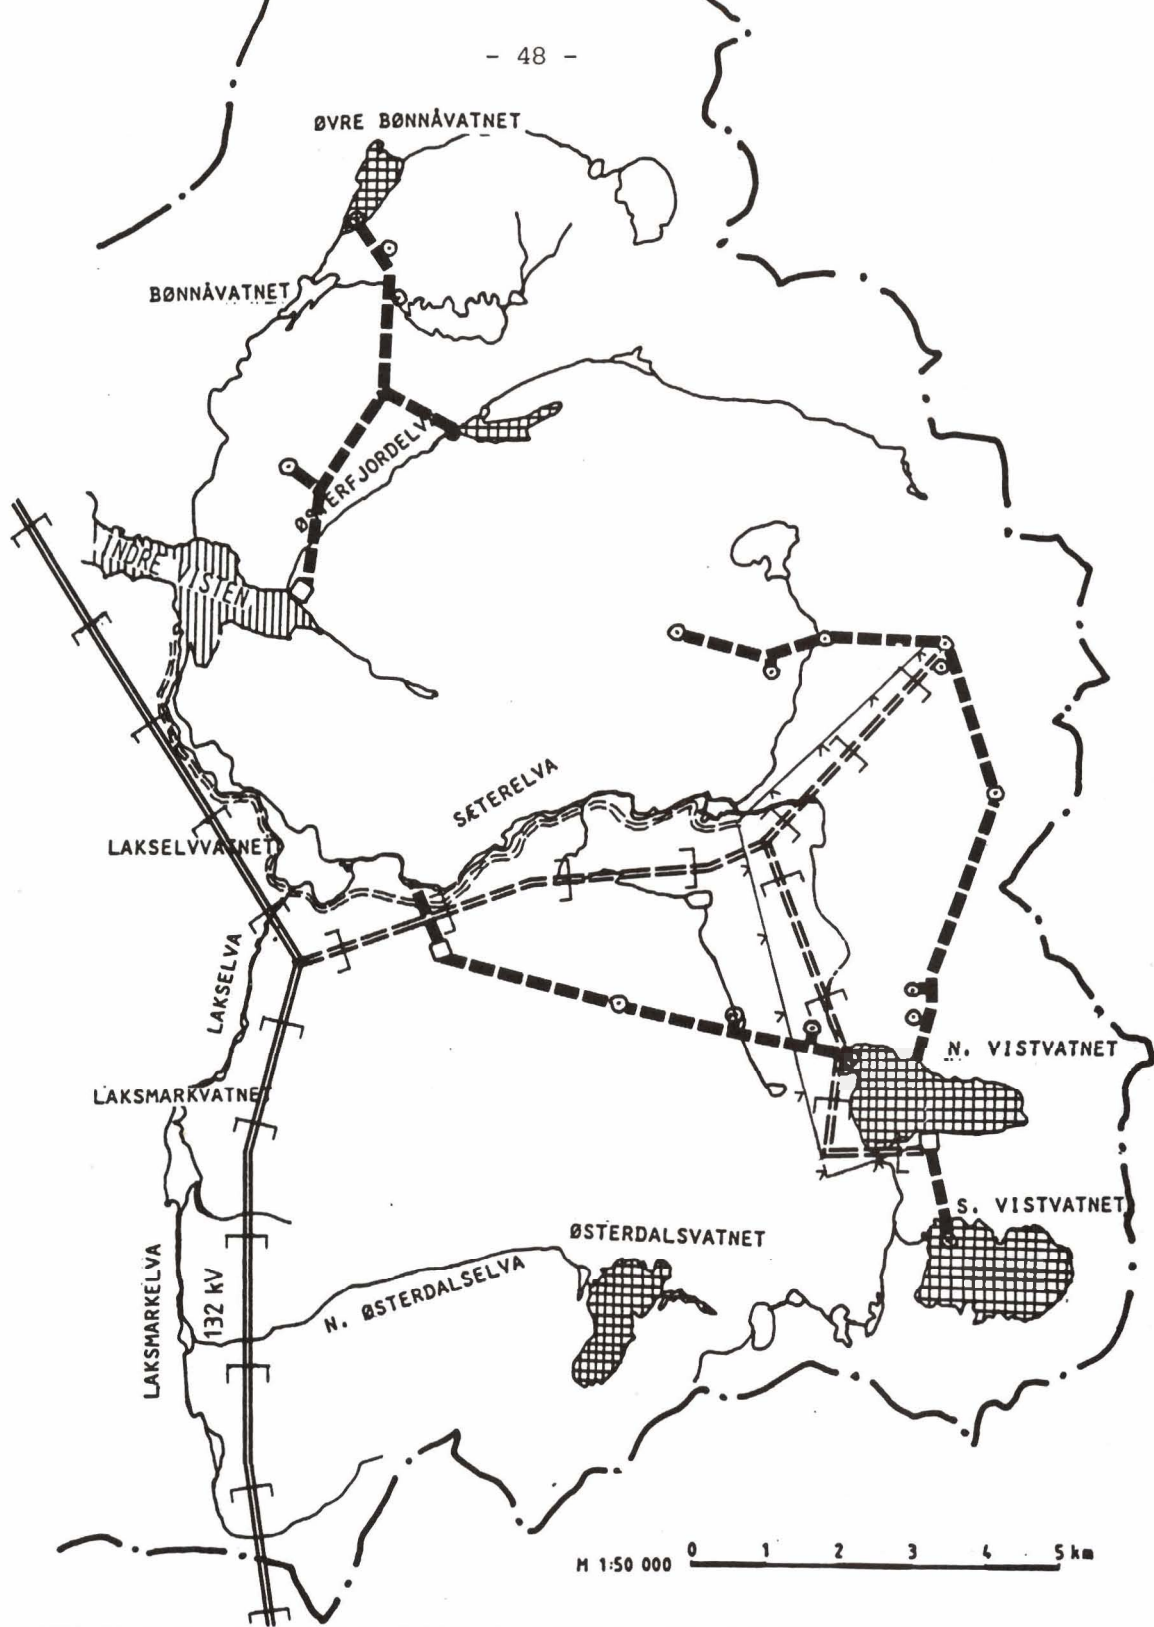 - 48 -
ØVRE BØNNÅVATNET
BØNNÅVATNET
ØSTERFJORDELV
INDRE VISTEN
SÆTERELVA
LAKSELVVATNET
LAKSELVA
N. VISTVATNET
LAKSMARKVATNET
S. VISTVATNET
ØSTERDALSVATNET
LAKSMARKELVA
132 kV
N. ØSTERDALSELVA
M 1:50 000
0 1 2 3 4 5 km